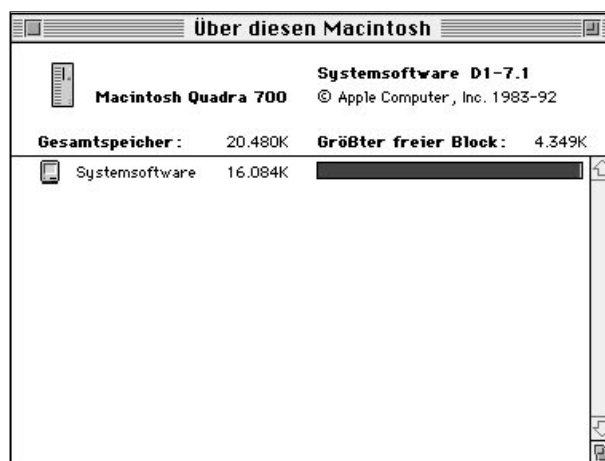 Über diesen Macintosh
Systemsoftware D1-7.1
Macintosh Quadra 700 © Apple Computer, Inc. 1983-92
Gesamtspeicher: 20.480K Größter freier Block: 4.349K
Systemsoftware 16.084K